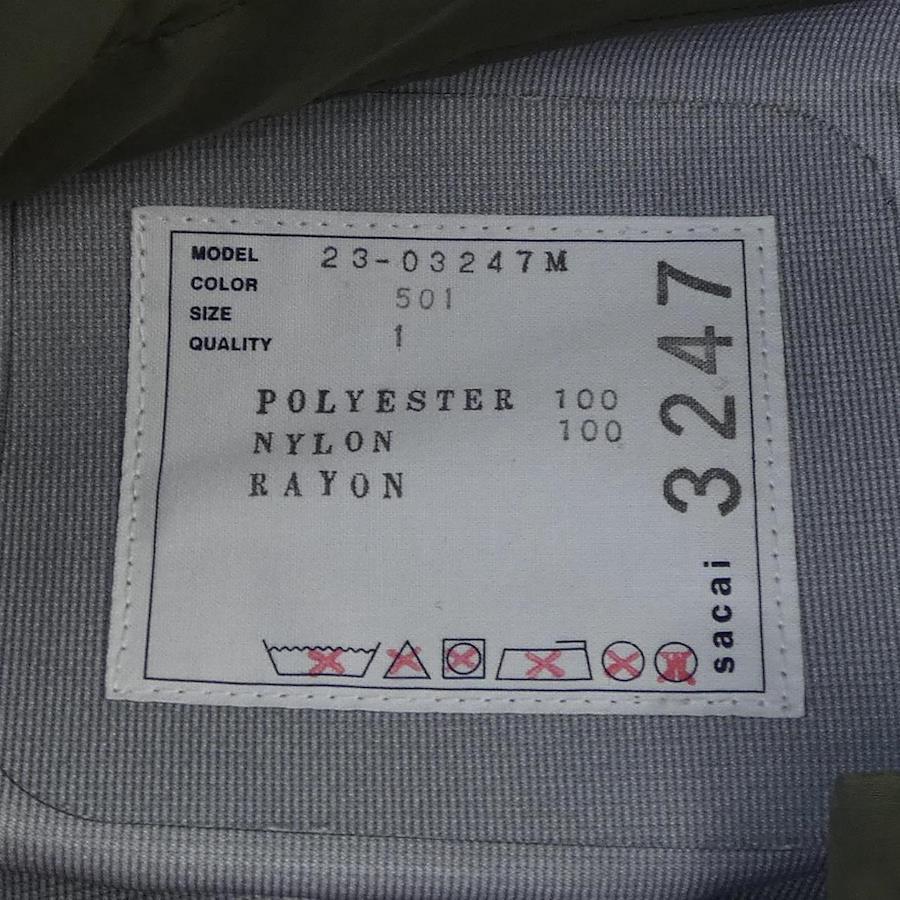 MODEL 23-03247M
COLOR 501
SIZE 1
QUALITY
POLYESTER 100
NYLON 100
RAYON
3247
sacai
W